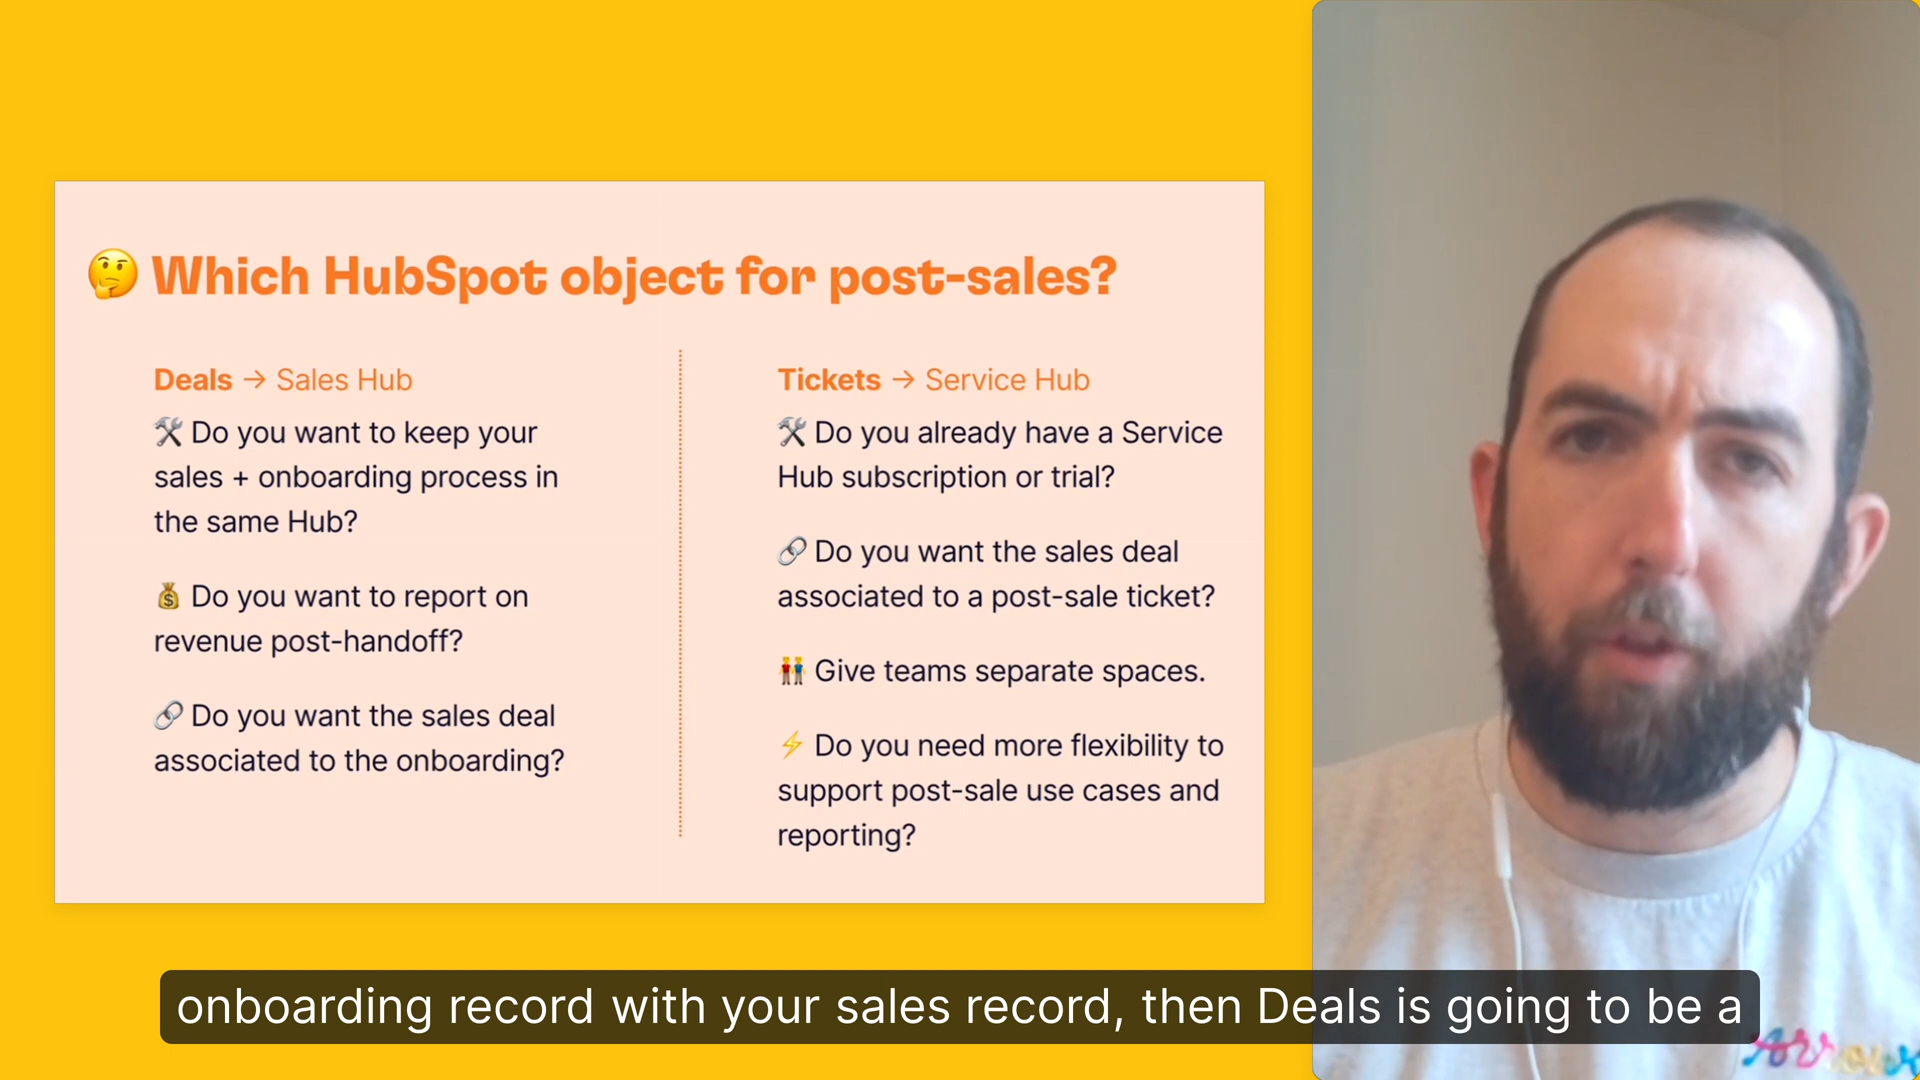 🤔 Which HubSpot object for post-sales?
Deals → Sales Hub
🛠 Do you want to keep your
sales + onboarding process in
the same Hub?
💰 Do you want to report on
revenue post-handoff?
🔗 Do you want the sales deal
associated to the onboarding?
Tickets → Service Hub
🛠 Do you already have a Service
Hub subscription or trial?
🔗 Do you want the sales deal
associated to a post-sale ticket?
👬 Give teams separate spaces.
⚡ Do you need more flexibility to
support post-sale use cases and
reporting?
onboarding record with your sales record, then Deals is going to be a